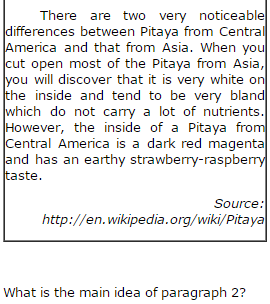 There are two very noticeable
differences between Pitaya from Central
America and that from Asia. When you
cut open most of the Pitaya from Asia,
you will discover that it is very white on
the inside and tend to be very bland
which do not carry a lot of nutrients.
However, the inside of a Pitaya from
Central America is a dark red magenta
and has an earthy strawberry-raspberry
taste.
Source:
http://en.wikipedia.org/wiki/Pitaya
What is the main idea of paragraph 2?